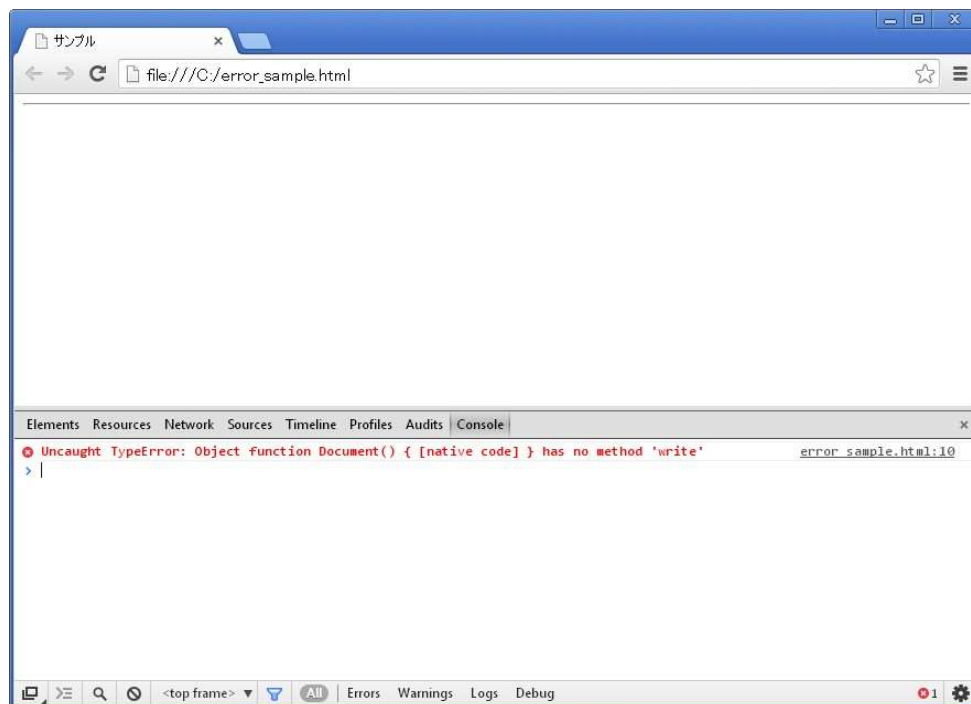 サンプル ×
file:///C:/error_sample.html
Elements Resources Network Sources Timeline Profiles Audits Console ×
Uncaught TypeError: Object function Document() { [native code] } has no method 'write' error_sample.html:10
> 
<top frame> ▼ All Errors Warnings Logs Debug 1